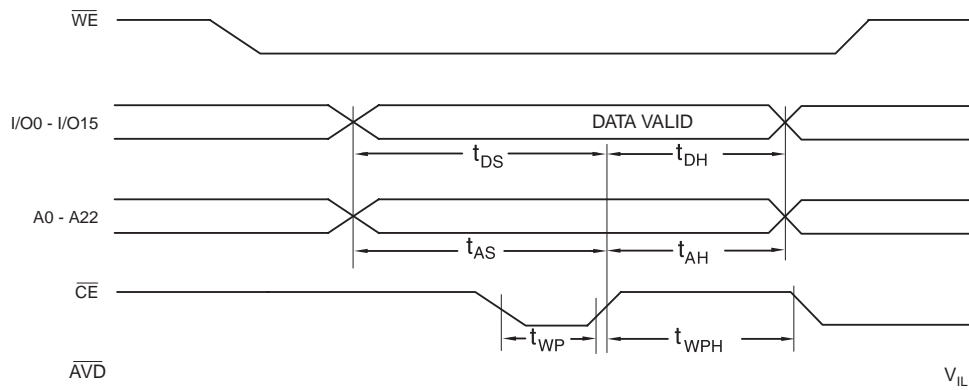 WE
I/O0 - I/O15
DATA VALID
tDS
tDH
A0 - A22
tAS
tAH
CE
tWP
tWPH
AVD
VIL